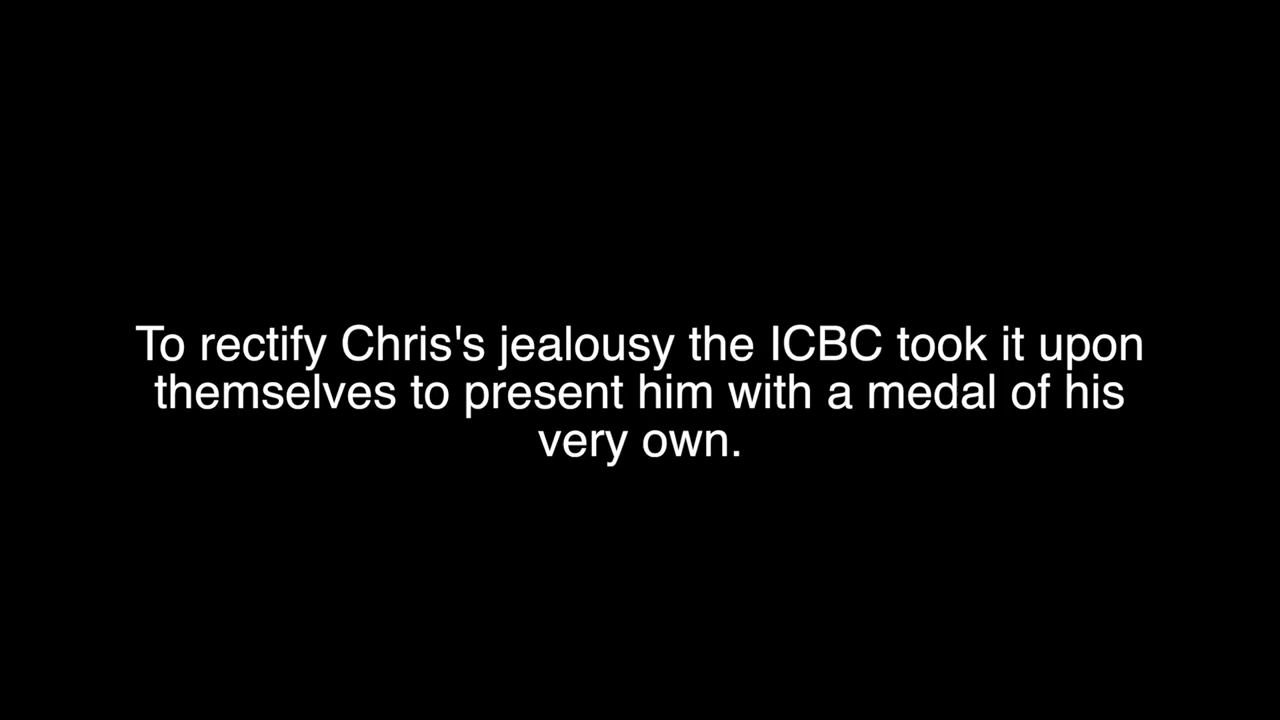 To rectify Chris's jealousy the ICBC took it upon
themselves to present him with a medal of his
very own.